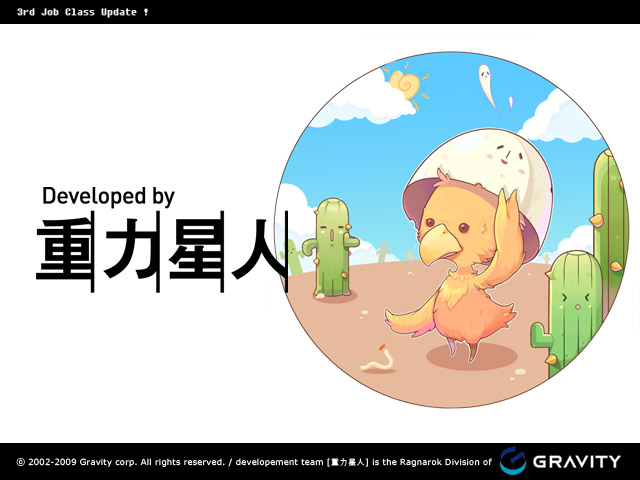 3rd Job Class Update !
Developed by
重力星人
© 2002-2009 Gravity corp. All rights reserved. / developement team [重力星人] is the Ragnarok Division of GRAVITY